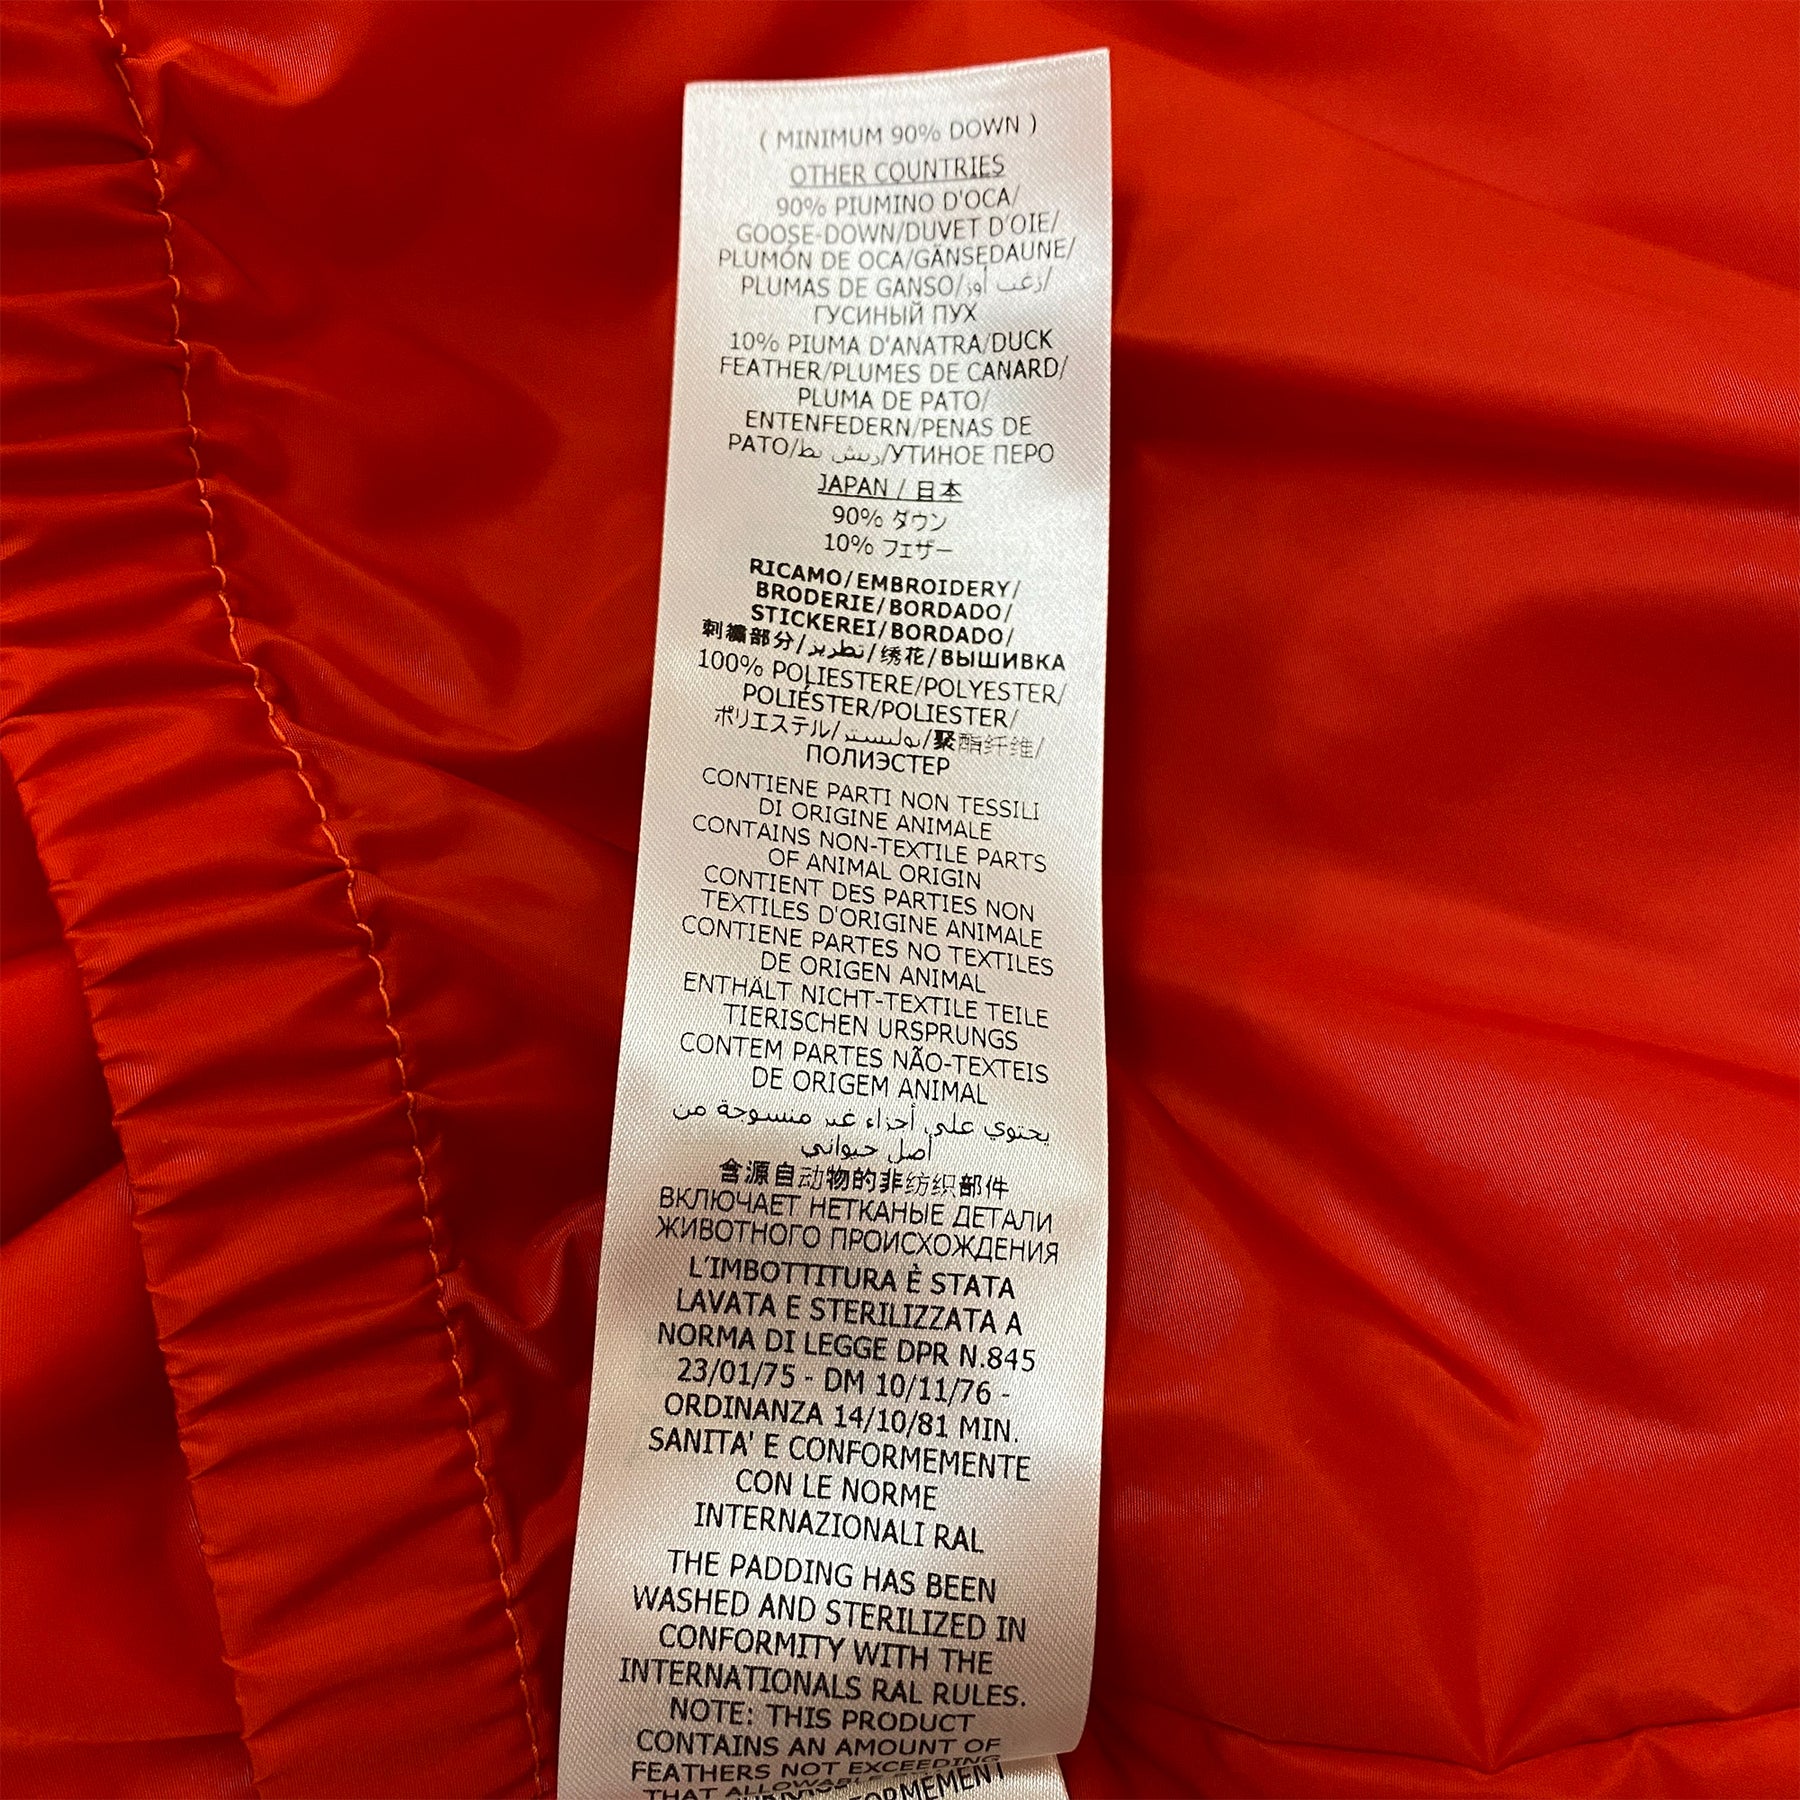 ( MINIMUM 90% DOWN )
OTHER COUNTRIES
90% PIUMINO D'OCA/
GOOSE-DOWN/DUVET D'OIE/
PLUMÓN DE OCA/GÄNSEDAUNE/
PLUMAS DE GANSO/زغب أوز/
ГУСИНЫЙ ПУХ
10% PIUMA D'ANATRA/DUCK
FEATHER/PLUMES DE CANARD/
PLUMA DE PATO/
ENTENFEDERN/PENAS DE
PATO/ريش بط/УТИНОЕ ПЕРО
JAPAN / 日本
90% ダウン
10% フェザー
RICAMO/EMBROIDERY/
BRODERIE/BORDADO/
STICKEREI/BORDADO/
刺繍部分/تطريز/绣花/ВЫШИВКА
100% POLIESTERE/POLYESTER/
POLIÉSTER/POLIESTER/
ポリエステル/بوليستر/聚酯纤维/
ПОЛИЭСТЕР
CONTIENE PARTI NON TESSILI
DI ORIGINE ANIMALE
CONTAINS NON-TEXTILE PARTS
OF ANIMAL ORIGIN
CONTIENT DES PARTIES NON
TEXTILES D'ORIGINE ANIMALE
CONTIENE PARTES NO TEXTILES
DE ORIGEN ANIMAL
ENTHÄLT NICHT-TEXTILE TEILE
TIERISCHEN URSPRUNGS
CONTEM PARTES NÃO-TEXTEIS
DE ORIGEM ANIMAL
يحتوي على أجزاء غير منسوجة من
أصل حيواني
含源自动物的非纺织部件
ВКЛЮЧАЕТ НЕТКАНЫЕ ДЕТАЛИ
ЖИВОТНОГО ПРОИСХОЖДЕНИЯ
L'IMBOTTITURA È STATA
LAVATA E STERILIZZATA A
NORMA DI LEGGE DPR N.845
23/01/75 - DM 10/11/76 -
ORDINANZA 14/10/81 MIN.
SANITA' E CONFORMEMENTE
CON LE NORME
INTERNAZIONALI RAL
THE PADDING HAS BEEN
WASHED AND STERILIZED IN
CONFORMITY WITH THE
INTERNATIONALS RAL RULES.
NOTE: THIS PRODUCT
CONTAINS AN AMOUNT OF
FEATHERS NOT EXCEEDING
THAT